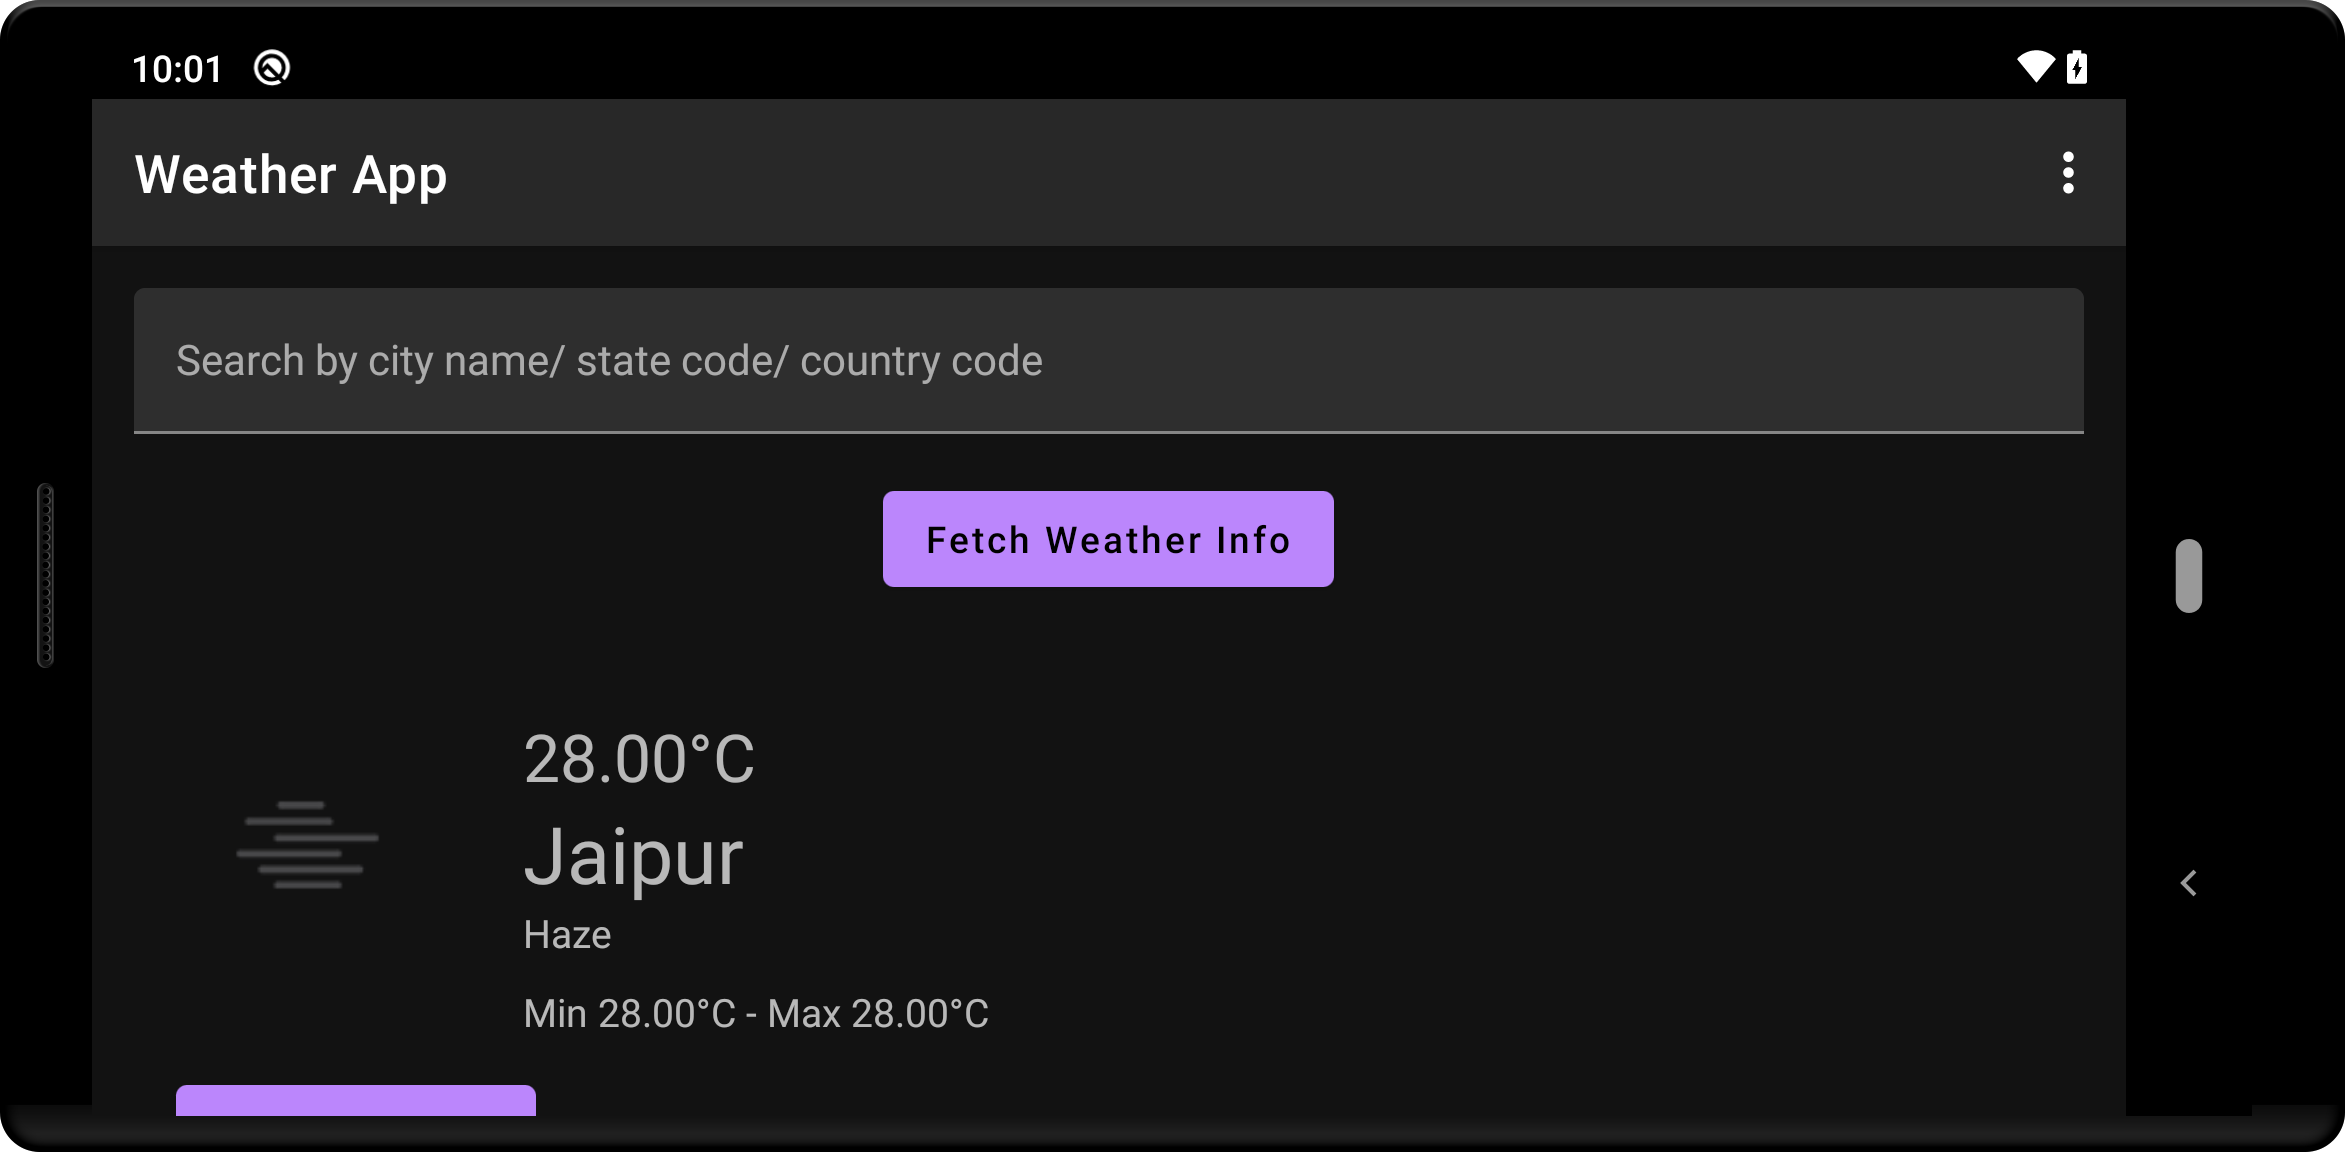 10:01
Weather App
Search by city name/ state code/ country code
Fetch Weather Info
28.00°C
Jaipur
Haze
Min 28.00°C - Max 28.00°C